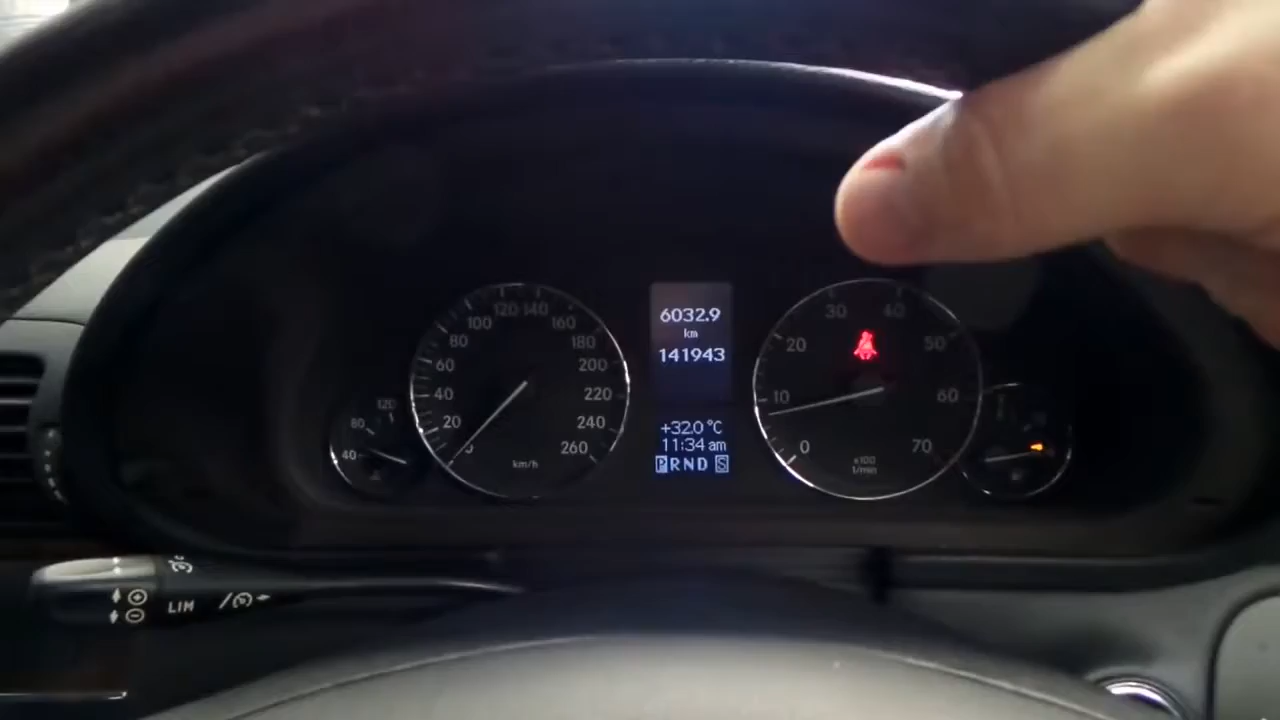 120 140
100 160
80 180
60 200
40 220
20 240
260
km/h
120
80
40
6032.9
km
141943
+32.0 °C
11:34 am
PRND S
30 40
20 50
10 60
0 70
x100
1/min
LIM